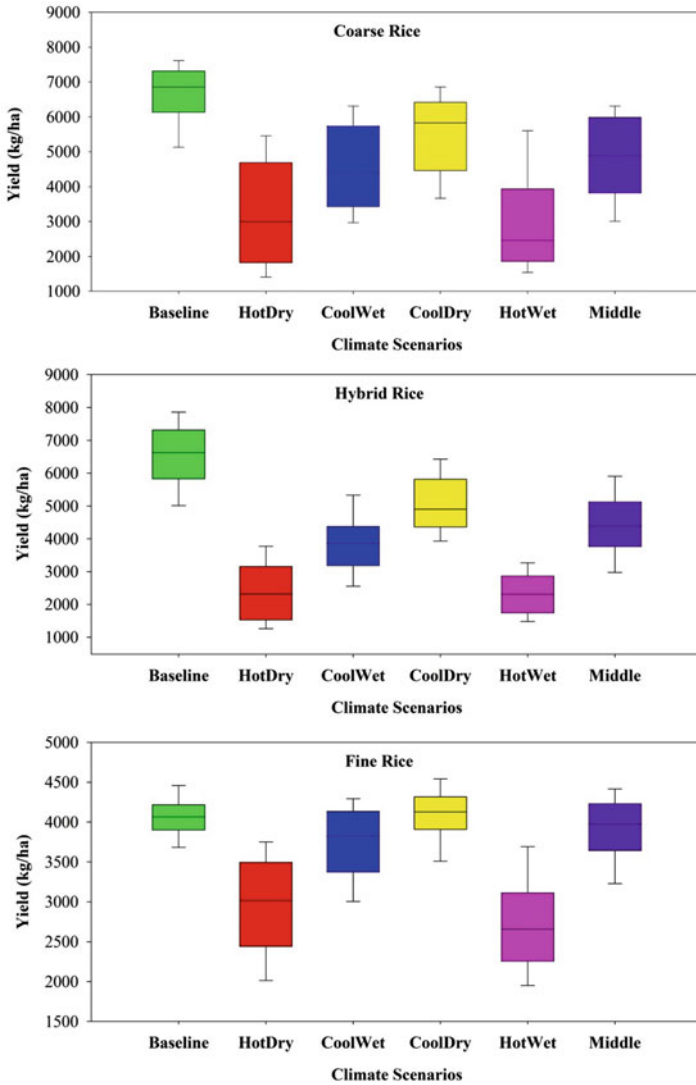 Coarse Rice
Yield (kg/ha)
9000
8000
7000
6000
5000
4000
3000
2000
1000
Baseline HotDry CoolWet CoolDry HotWet Middle
Climate Scenarios
Hybrid Rice
Yield (kg/ha)
9000
8000
7000
6000
5000
4000
3000
2000
1000
Baseline HotDry CoolWet CoolDry HotWet Middle
Climate Scenarios
Fine Rice
Yield (kg/ha)
5000
4500
4000
3500
3000
2500
2000
1500
Baseline HotDry CoolWet CoolDry HotWet Middle
Climate Scenarios